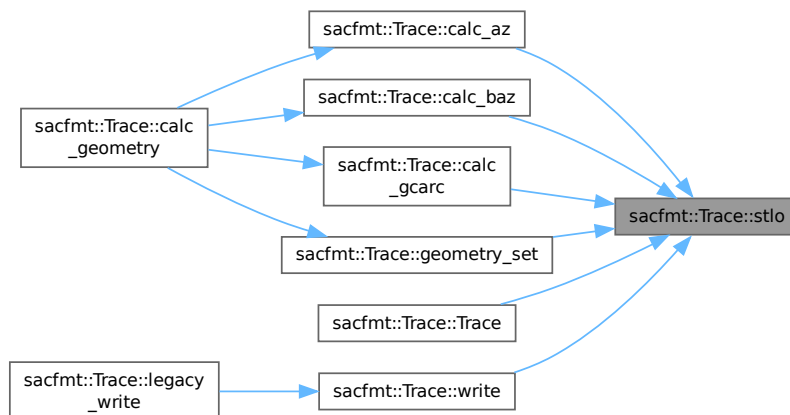 sacfmt::Trace::calc_az
sacfmt::Trace::calc_baz
sacfmt::Trace::calc
_geometry
sacfmt::Trace::calc
_gcarc
sacfmt::Trace::stlo
sacfmt::Trace::geometry_set
sacfmt::Trace::Trace
sacfmt::Trace::legacy
_write
sacfmt::Trace::write